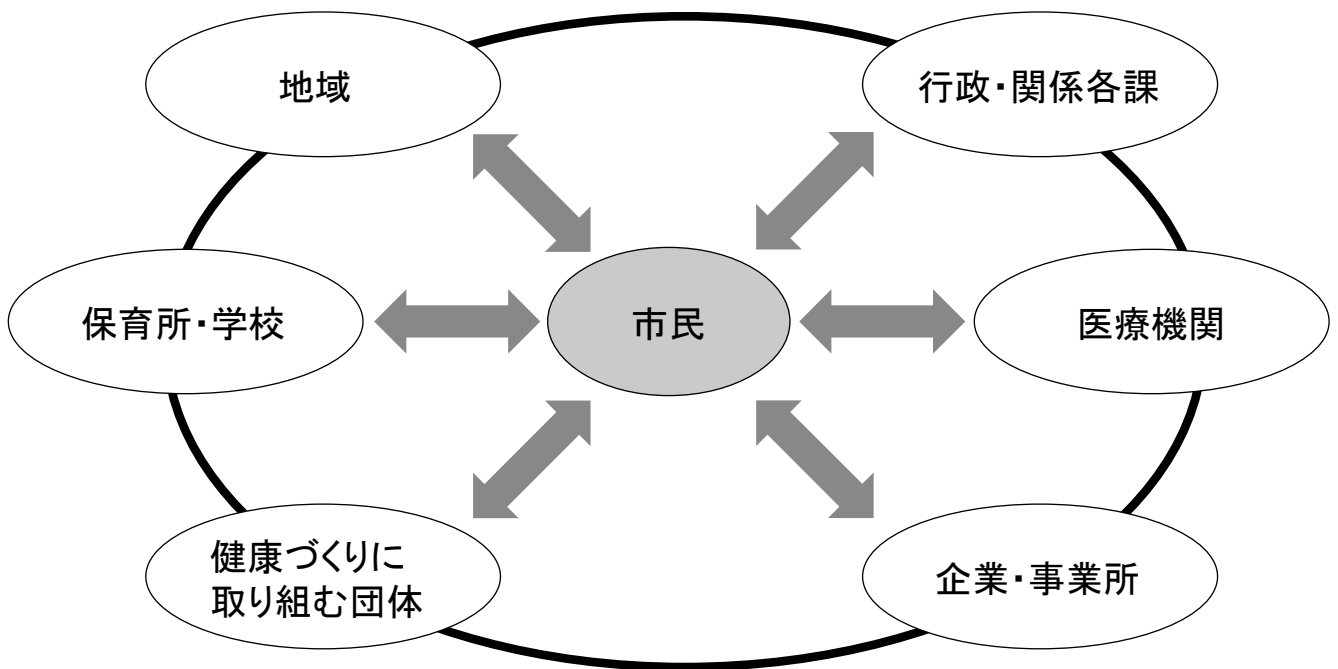 地域
行政・関係各課
保育所・学校
市民
医療機関
健康づくりに
取り組む団体
企業・事業所